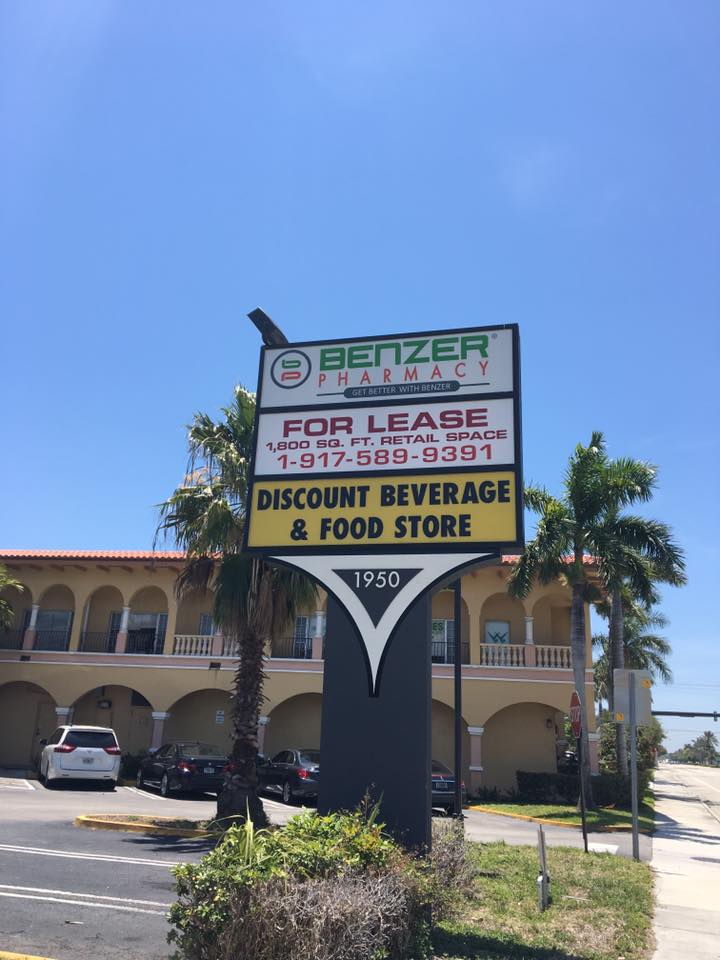 bp BENZER®
PHARMACY
GET BETTER WITH BENZER
FOR LEASE
1,800 SQ. FT. RETAIL SPACE
1-917-589-9391
DISCOUNT BEVERAGE
& FOOD STORE
1950